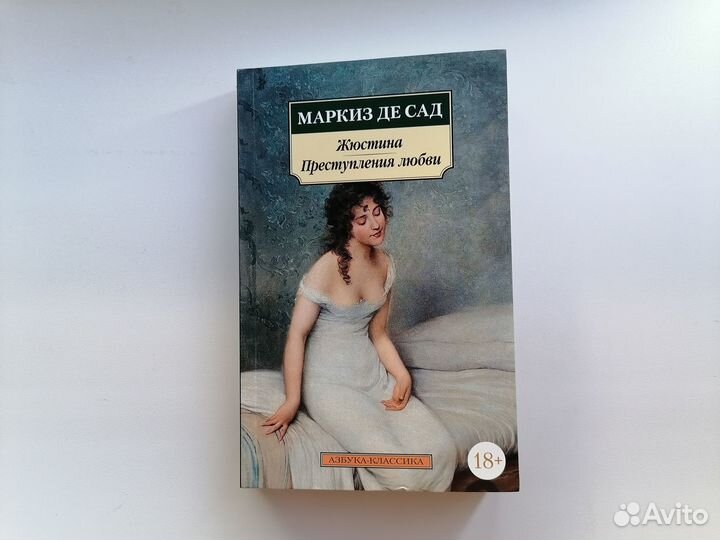 МАРКИЗ ДЕ САД
Жюстина
Преступления любви
АЗБУКА-КЛАССИКА
18+
Avito